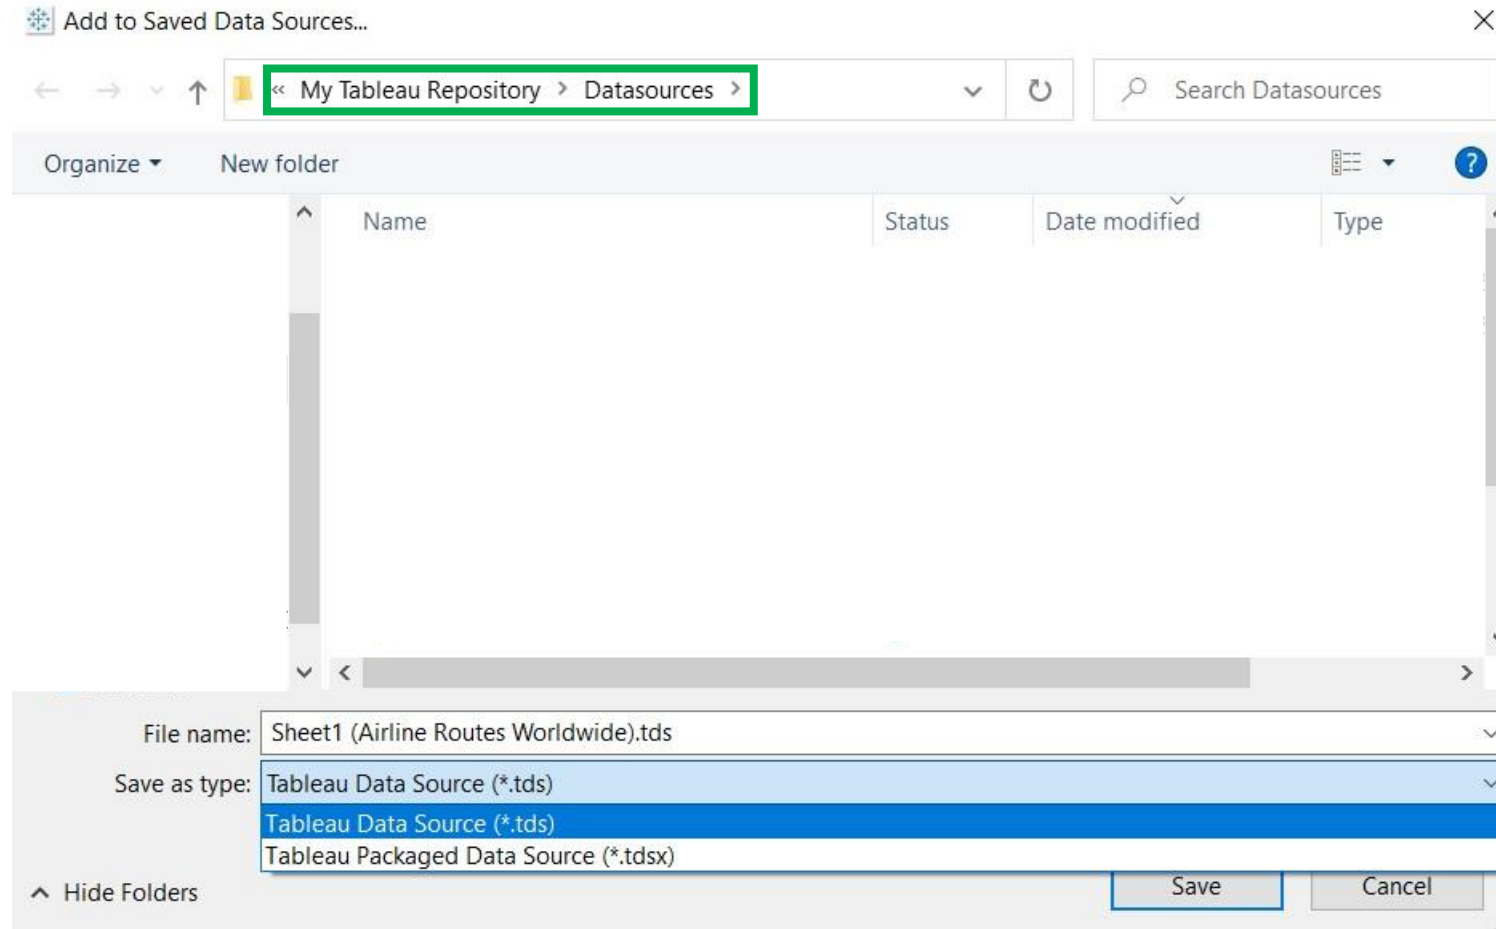 Add to Saved Data Sources...
« My Tableau Repository > Datasources >
Search Datasources
Organize
New folder
?
Name Status Date modified Type
File name: Sheet1 (Airline Routes Worldwide).tds
Save as type: Tableau Data Source (*.tds)
Tableau Data Source (*.tds)
Tableau Packaged Data Source (*.tdsx)
Hide Folders
Save
Cancel